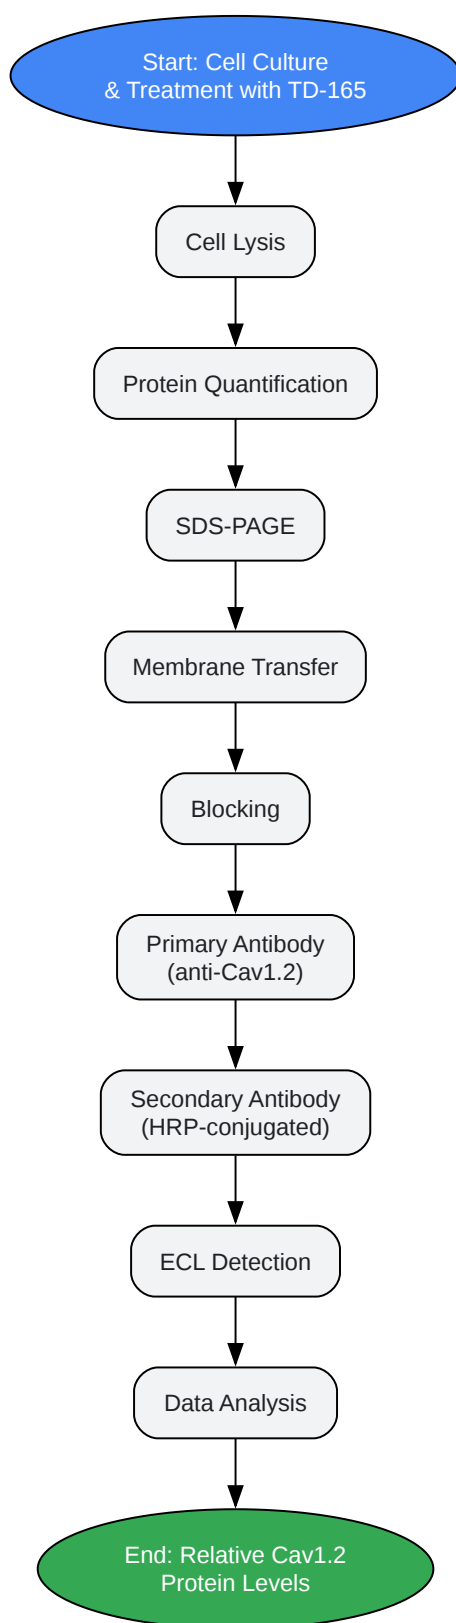 Start: Cell Culture
& Treatment with TD-165
Cell Lysis
Protein Quantification
SDS-PAGE
Membrane Transfer
Blocking
Primary Antibody
(anti-Cav1.2)
Secondary Antibody
(HRP-conjugated)
ECL Detection
Data Analysis
End: Relative Cav1.2
Protein Levels